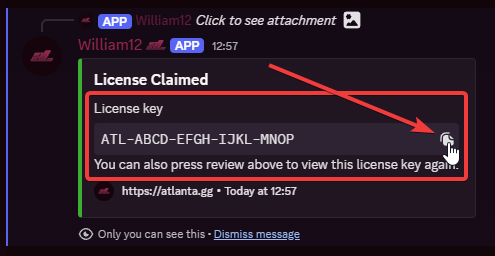 APP William12 Click to see attachment
William12 APP 12:57
License Claimed
License key
ATL-ABCD-EFGH-IJKL-MNOP
You can also press review above to view this license key again.
https://atlanta.gg • Today at 12:57
Only you can see this • Dismiss message